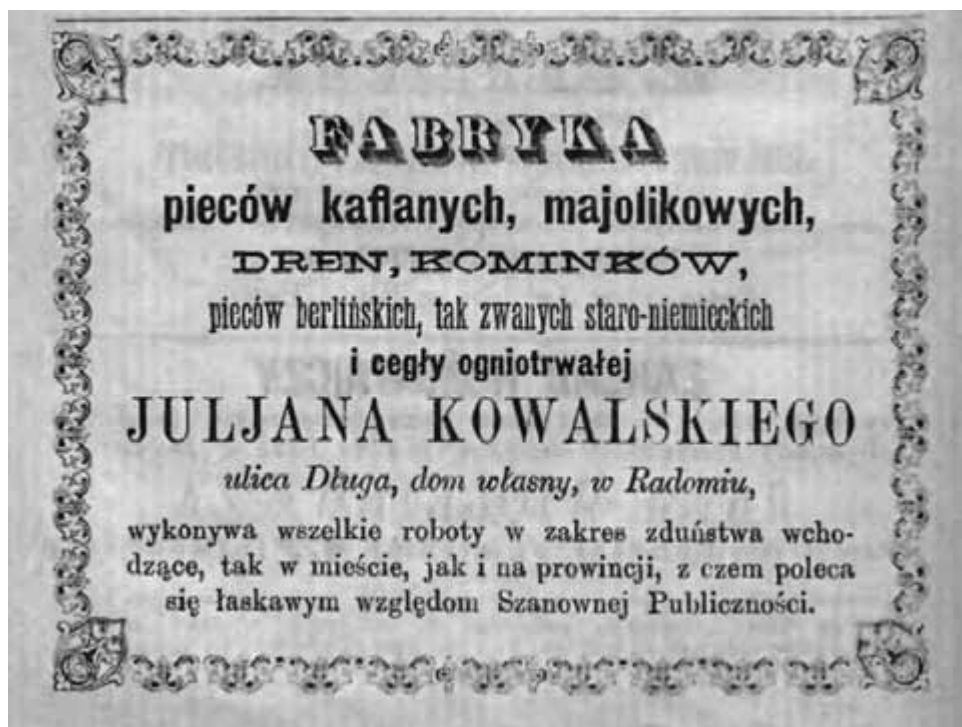 FABRYKA
pieców kaflanych, majolikowych,
DREN, KOMINKÓW,
pieców berlińskich, tak zwanych staro-niemieckich
i cegły ogniotrwałej
JULJANA KOWALSKIEGO
ulica Długa, dom własny, w Radomiu,
wykonywa wszelkie roboty w zakres zduństwa wcho-
dzące, tak w mieście, jak i na prowincji, z czem poleca
się łaskawym względom Szanownej Publiczności.